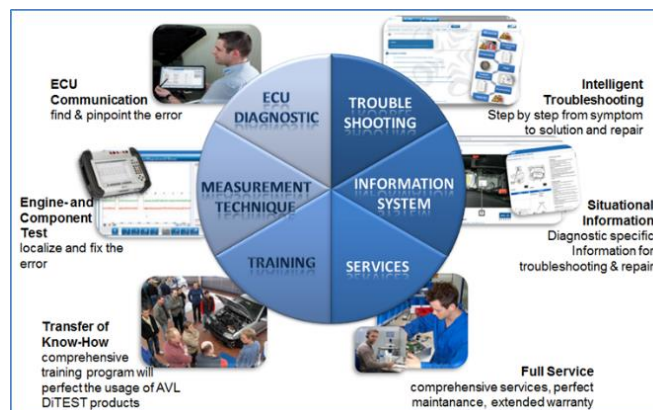 ECU
Communication
find & pinpoint the error
Engine- and
Component
Test
localize and fix the
error
Transfer of
Know-How
comprehensive
training program will
perfect the usage of AVL
DiTEST products
ECU
DIAGNOSTIC
TROUBLE
SHOOTING
MEASUREMENT
TECHNIQUE
INFORMATION
SYSTEM
TRAINING
SERVICES
Intelligent
Troubleshooting
Step by step from symptom
to solution and repair
Situational
Information
Diagnostic specific
Information for
troubleshooting & repair
Full Service
comprehensive services, perfect
maintanance, extended warranty